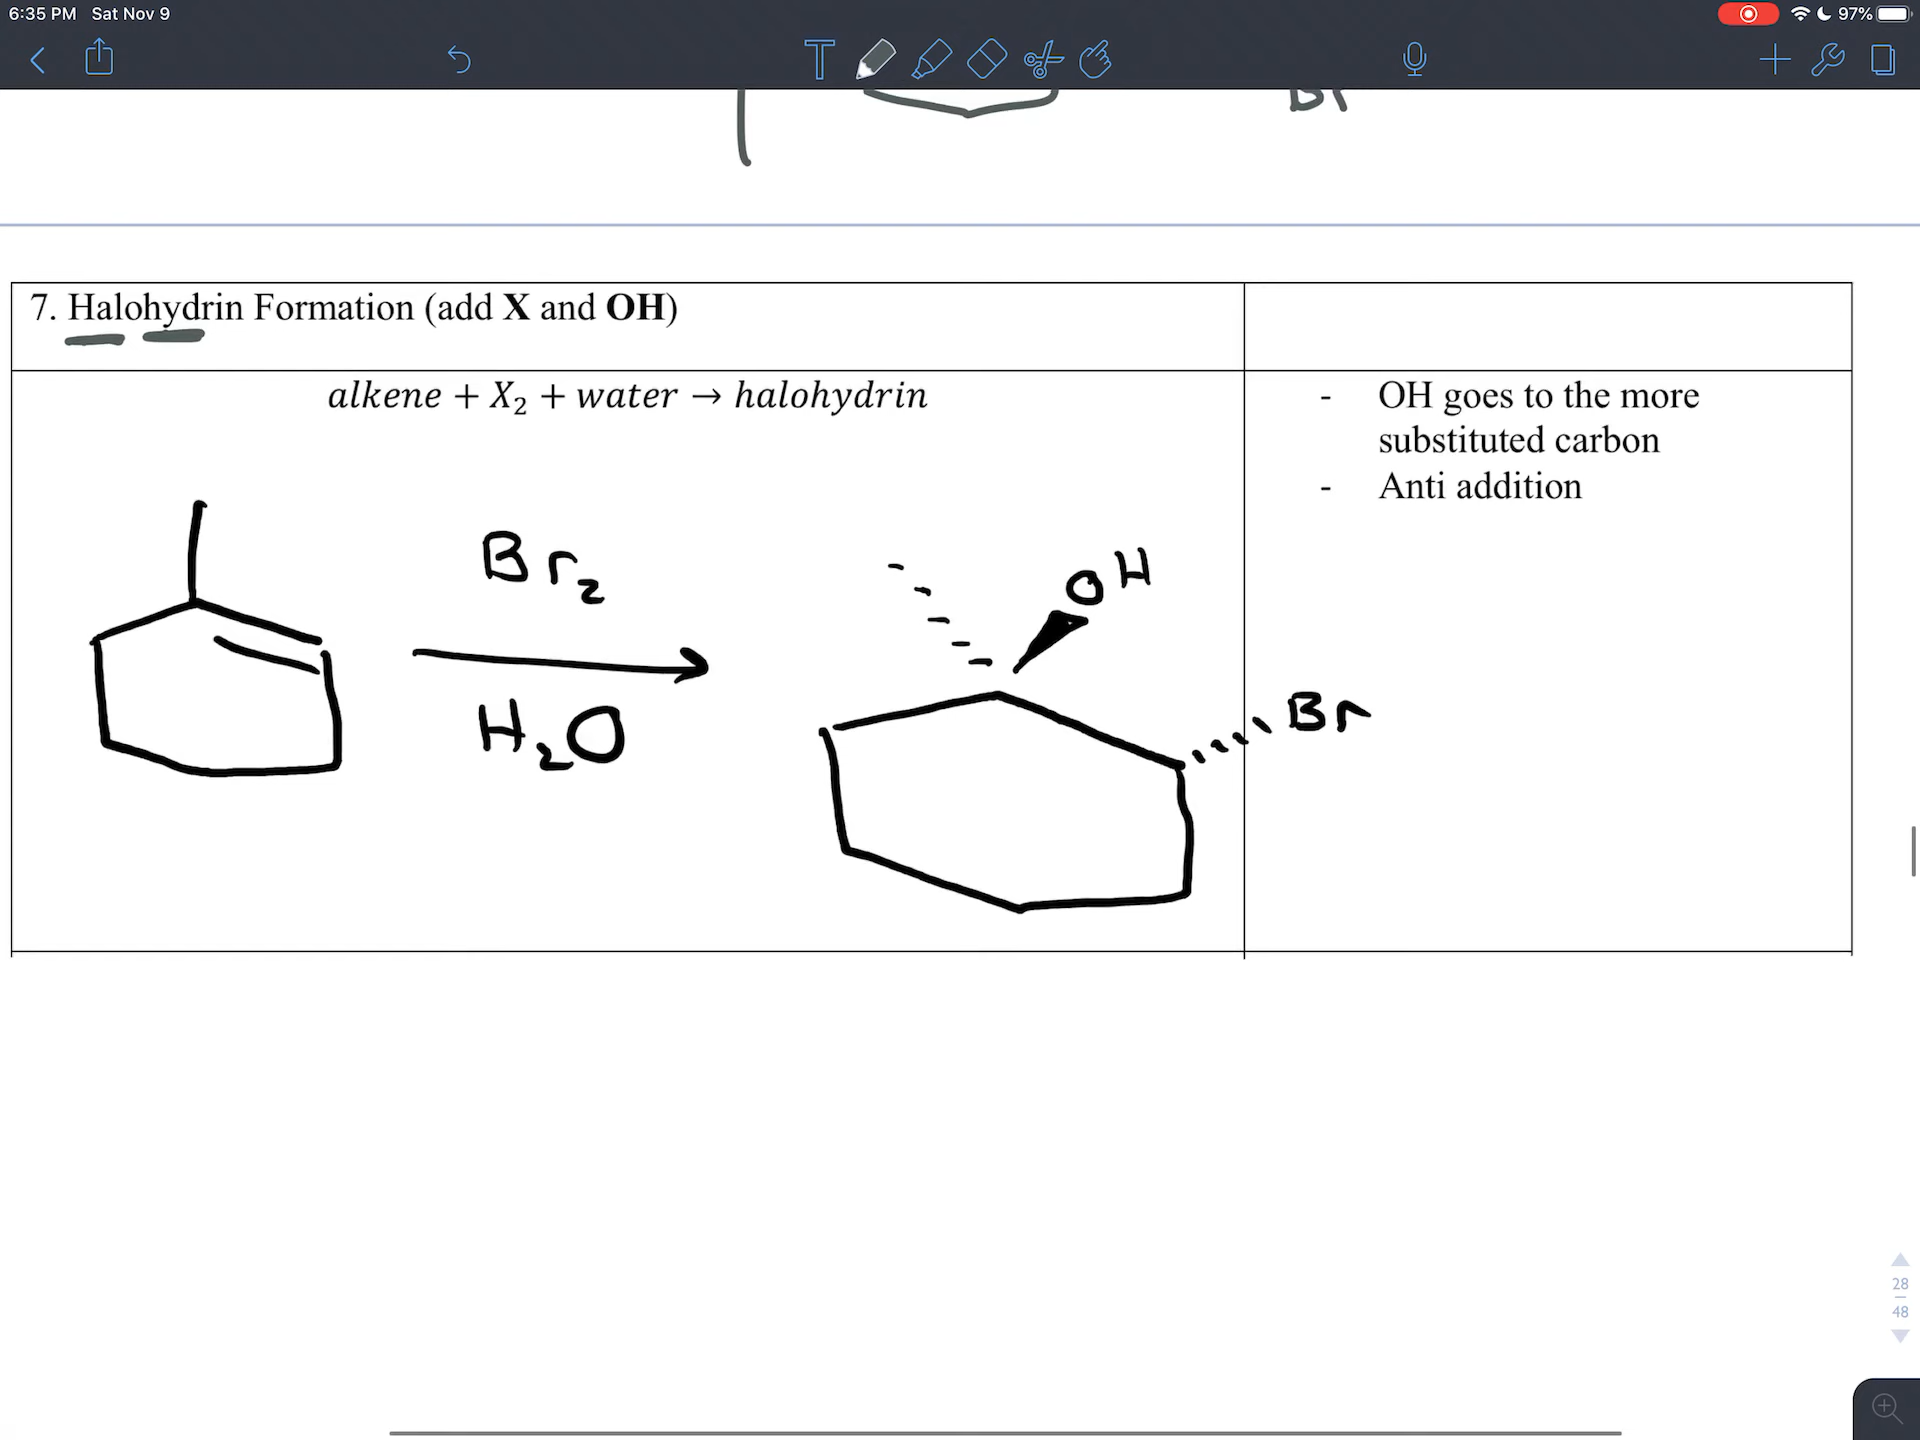 6:35 PM Sat Nov 9
97%
T
Br
7. Halohydrin Formation (add X and OH)
alkene + X₂ + water → halohydrin
- OH goes to the more
substituted carbon
- Anti addition
Br₂
H₂O
OH
Br
28
48